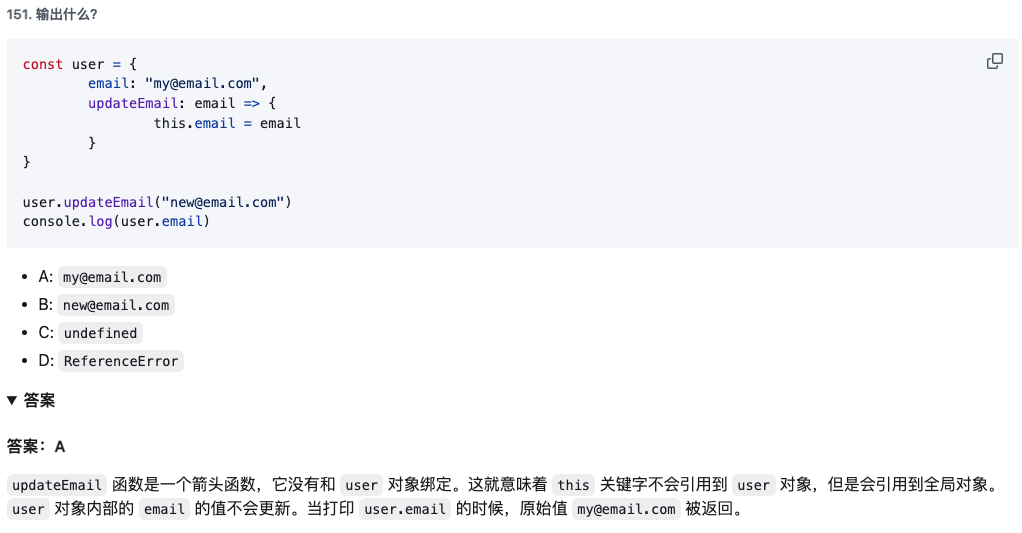 151. 输出什么?
const user = {
        email: "my@email.com",
        updateEmail: email => {
                this.email = email
        }
}
user.updateEmail("new@email.com")
console.log(user.email)
• A: my@email.com
• B: new@email.com
• C: undefined
• D: ReferenceError
▼ 答案
答案：A
updateEmail 函数是一个箭头函数，它没有和 user 对象绑定。这就意味着 this 关键字不会引用到 user 对象，但是会引用到全局对象。
user 对象内部的 email 的值不会更新。当打印 user.email 的时候，原始值 my@email.com 被返回。